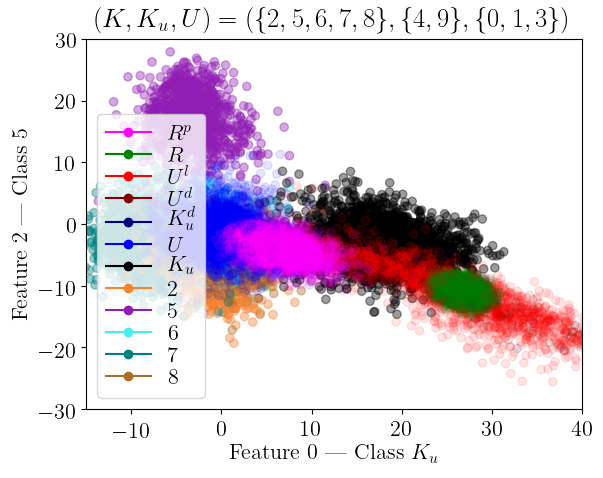 (K, K_u, U) = ({2, 5, 6, 7, 8}, {4, 9}, {0, 1, 3})
30
20
10
0
−10
−20
−30
Feature 2 — Class 5
R^p
R
U^l
U^d
K_u^d
U
K_u
2
5
6
7
8
−10
0
10
20
30
40
Feature 0 — Class K_u